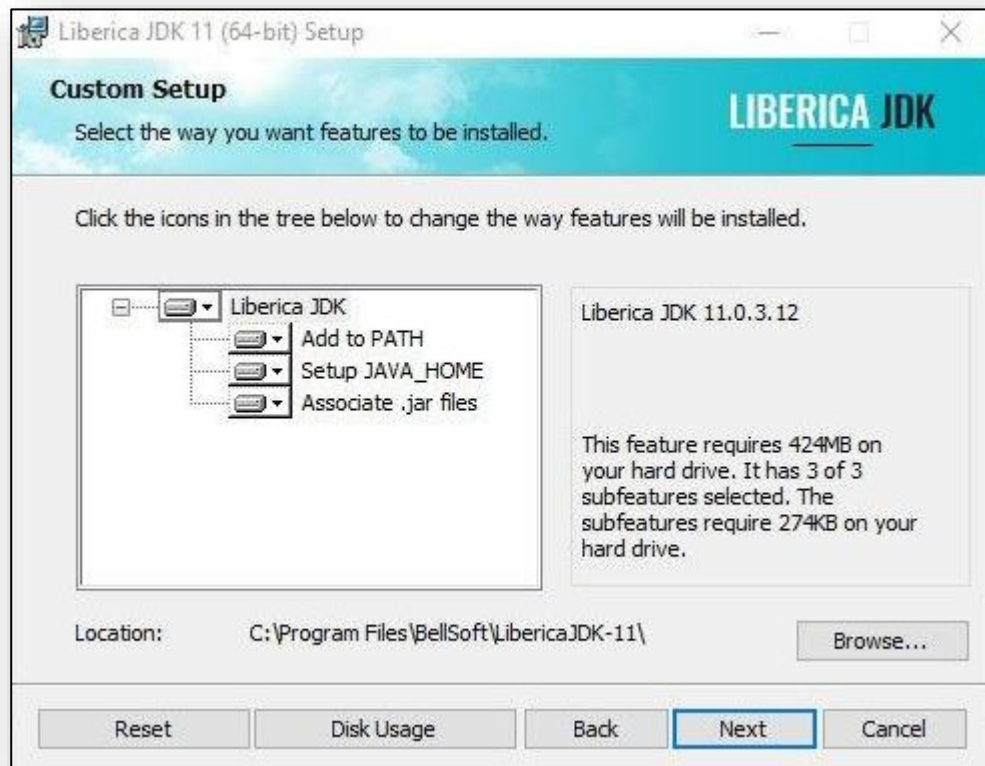 Liberica JDK 11 (64-bit) Setup
Custom Setup
Select the way you want features to be installed.
LIBERICA JDK
Click the icons in the tree below to change the way features will be installed.
Liberica JDK
Add to PATH
Setup JAVA_HOME
Associate .jar files
Liberica JDK 11.0.3.12
This feature requires 424MB on
your hard drive. It has 3 of 3
subfeatures selected. The
subfeatures require 274KB on your
hard drive.
Location: C:\Program Files\BellSoft\LibericaJDK-11\
Browse...
Reset Disk Usage Back Next Cancel